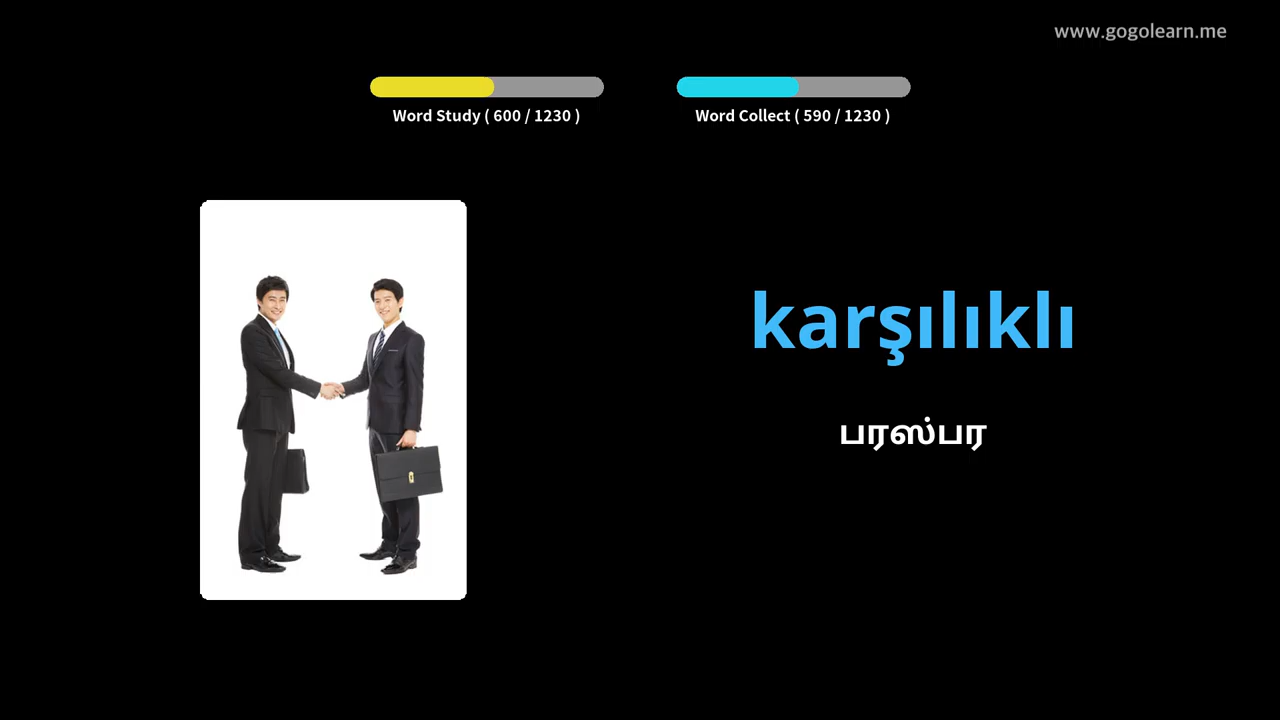 www.gogolearn.me
Word Study ( 600 / 1230 )
Word Collect ( 590 / 1230 )
karşılıklı
பரஸ்பர